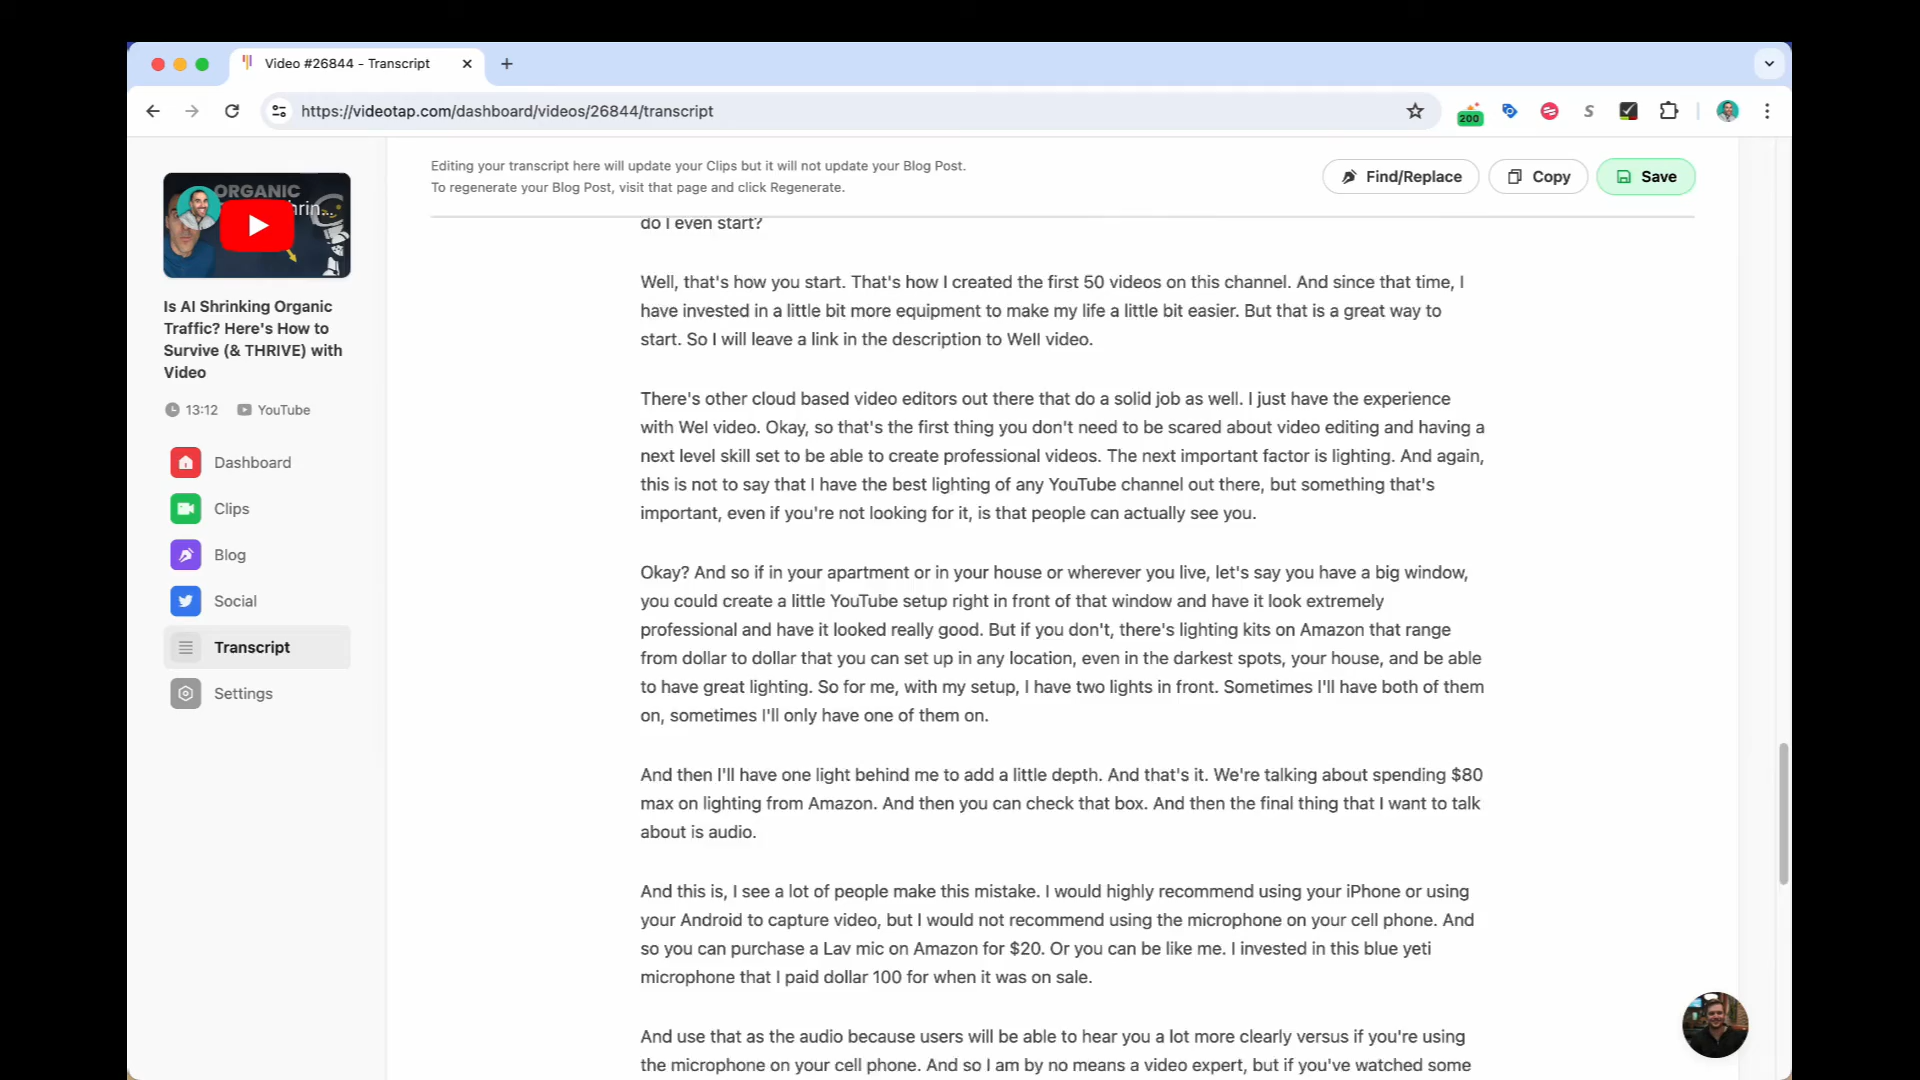 Video #26844 - Transcript
https://videotap.com/dashboard/videos/26844/transcript
200
S
ORGANIC
Is AI Shrinking Organic
Traffic? Here's How to
Survive (& THRIVE) with
Video
13:12
YouTube
Dashboard
Clips
Blog
Social
Transcript
Settings
Editing your transcript here will update your Clips but it will not update your Blog Post.
To regenerate your Blog Post, visit that page and click Regenerate.
Find/Replace
Copy
Save
do I even start?
Well, that's how you start. That's how I created the first 50 videos on this channel. And since that time, I
have invested in a little bit more equipment to make my life a little bit easier. But that is a great way to
start. So I will leave a link in the description to Well video.
There's other cloud based video editors out there that do a solid job as well. I just have the experience
with Wel video. Okay, so that's the first thing you don't need to be scared about video editing and having a
next level skill set to be able to create professional videos. The next important factor is lighting. And again,
this is not to say that I have the best lighting of any YouTube channel out there, but something that's
important, even if you're not looking for it, is that people can actually see you.
Okay? And so if in your apartment or in your house or wherever you live, let's say you have a big window,
you could create a little YouTube setup right in front of that window and have it look extremely
professional and have it looked really good. But if you don't, there's lighting kits on Amazon that range
from dollar to dollar that you can set up in any location, even in the darkest spots, your house, and be able
to have great lighting. So for me, with my setup, I have two lights in front. Sometimes I'll have both of them
on, sometimes I'll only have one of them on.
And then I'll have one light behind me to add a little depth. And that's it. We're talking about spending $80
max on lighting from Amazon. And then you can check that box. And then the final thing that I want to talk
about is audio.
And this is, I see a lot of people make this mistake. I would highly recommend using your iPhone or using
your Android to capture video, but I would not recommend using the microphone on your cell phone. And
so you can purchase a Lav mic on Amazon for $20. Or you can be like me. I invested in this blue yeti
microphone that I paid dollar 100 for when it was on sale.
And use that as the audio because users will be able to hear you a lot more clearly versus if you're using
the microphone on your cell phone. And so I am by no means a video expert, but if you've watched some